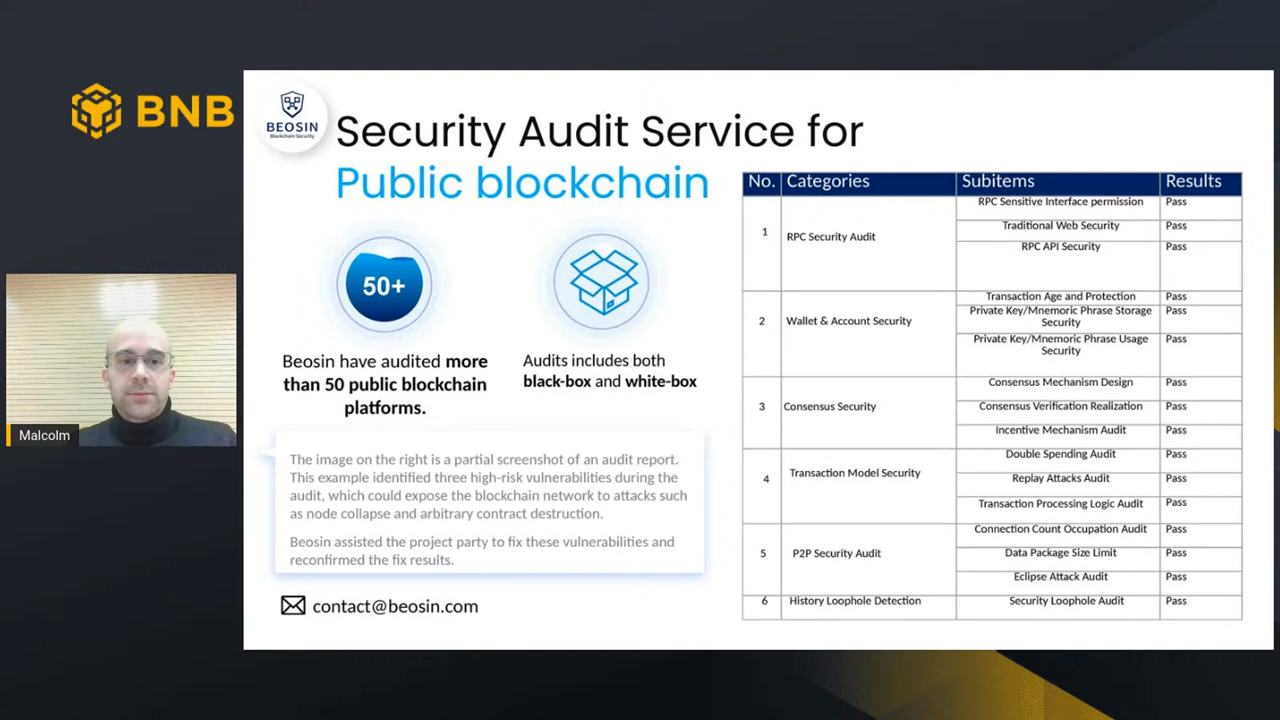 BNB
BEOSIN
Blockchain Security
Security Audit Service for
Public blockchain
50+
Beosin have audited more
than 50 public blockchain
platforms.
Audits includes both
black-box and white-box
The image on the right is a partial screenshot of an audit report.
This example identified three high-risk vulnerabilities during the
audit, which could expose the blockchain network to attacks such
as node collapse and arbitrary contract destruction.
Beosin assisted the project party to fix these vulnerabilities and
reconfirmed the fix results.
contact@beosin.com
Malcolm
No. Categories Subitems Results
1 RPC Security Audit
RPC Sensitive Interface permission Pass
Traditional Web Security Pass
RPC API Security Pass
2 Wallet & Account Security
Transaction Age and Protection Pass
Private Key/Mnemonic Phrase Storage Pass
Security
Private Key/Mnemonic Phrase Usage Pass
Security
3 Consensus Security
Consensus Mechanism Design Pass
Consensus Verification Realization Pass
Incentive Mechanism Audit Pass
4 Transaction Model Security
Double Spending Audit Pass
Replay Attacks Audit Pass
Transaction Processing Logic Audit Pass
5 P2P Security Audit
Connection Count Occupation Audit Pass
Data Package Size Limit Pass
Eclipse Attack Audit Pass
6 History Loophole Detection Security Loophole Audit Pass